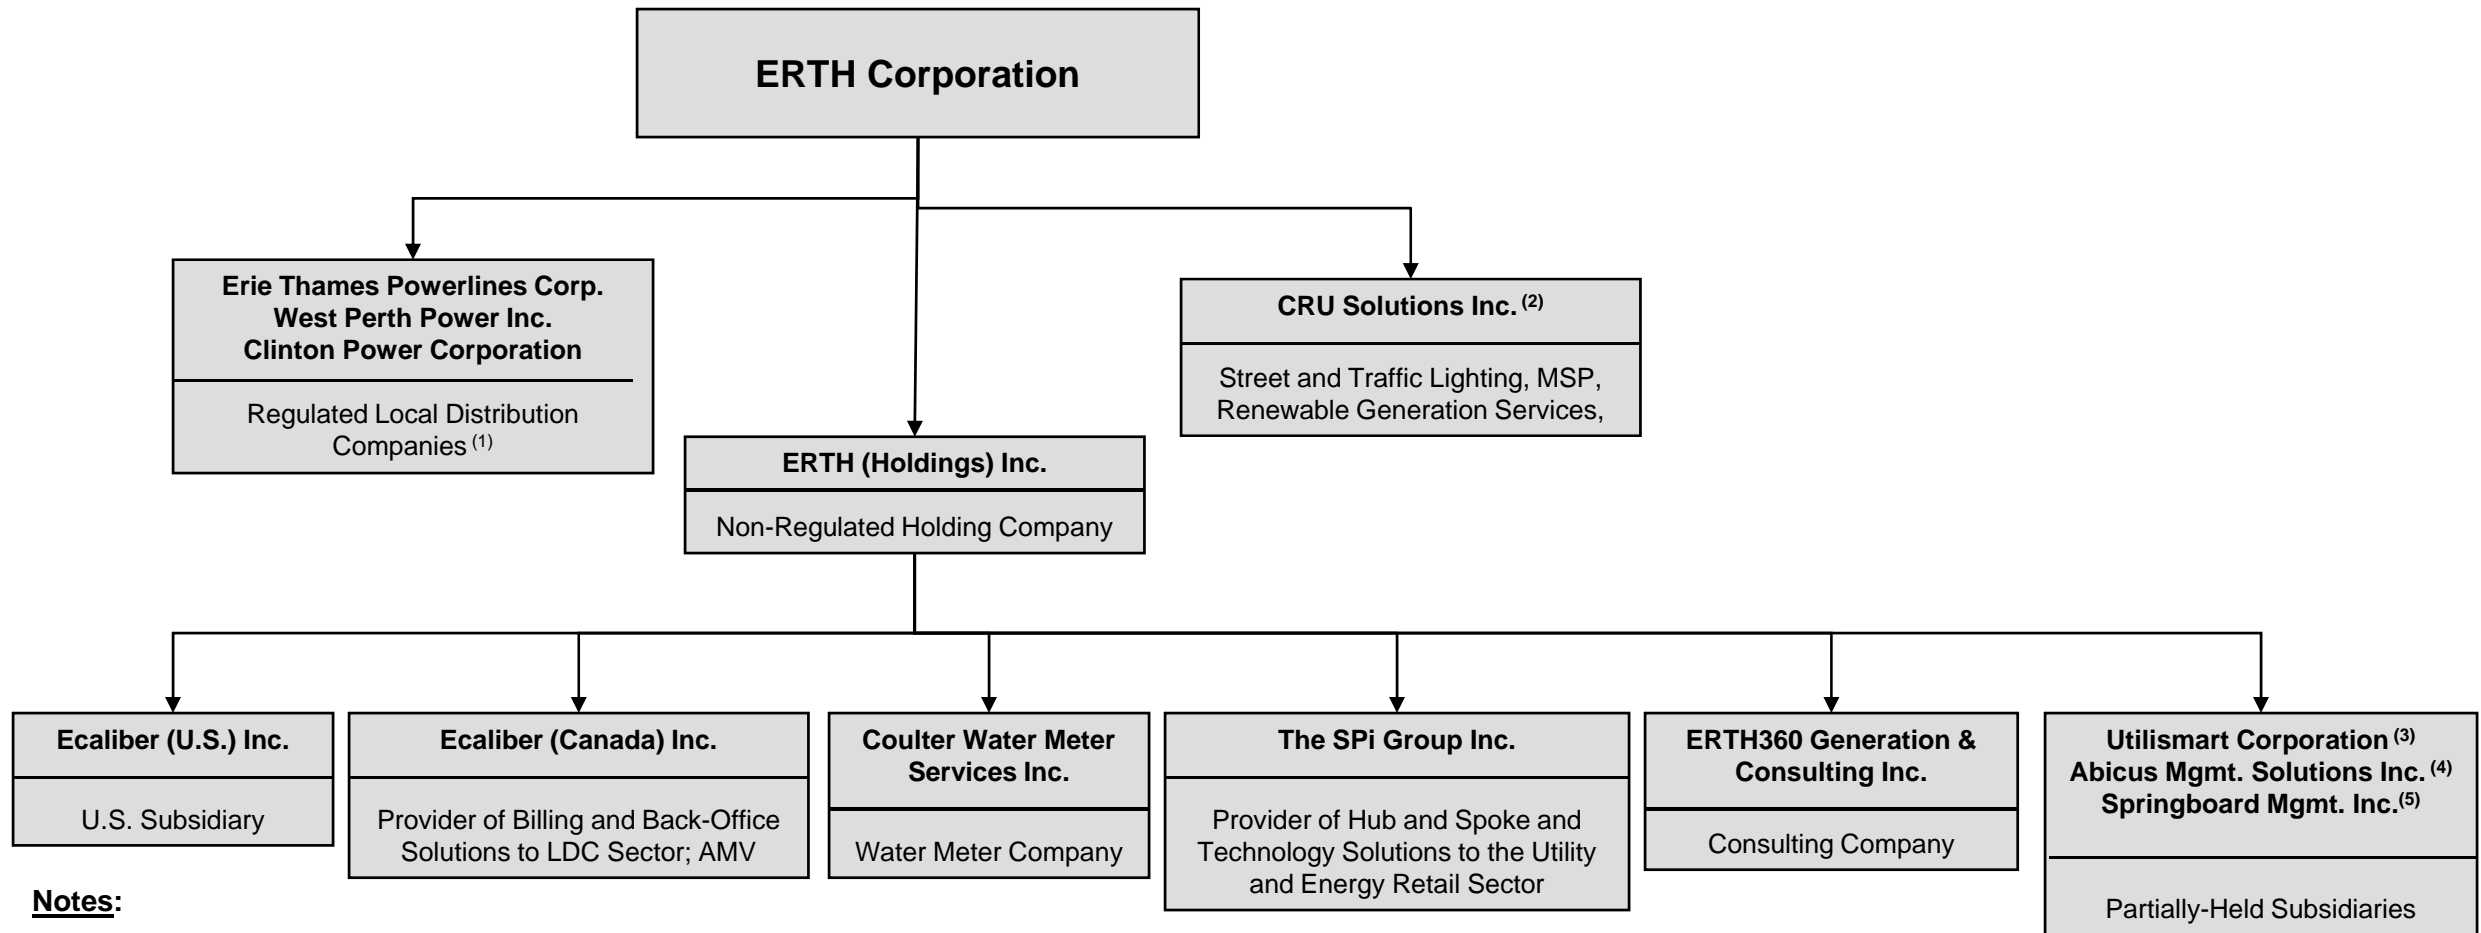 ERTH Corporation
Erie Thames Powerlines Corp.
West Perth Power Inc.
Clinton Power Corporation
Regulated Local Distribution
Companies (1)
CRU Solutions Inc. (2)
Street and Traffic Lighting, MSP,
Renewable Generation Services,
ERTH (Holdings) Inc.
Non-Regulated Holding Company
Ecaliber (U.S.) Inc.
U.S. Subsidiary
Ecaliber (Canada) Inc.
Provider of Billing and Back-Office
Solutions to LDC Sector; AMV
Coulter Water Meter
Services Inc.
Water Meter Company
The SPi Group Inc.
Provider of Hub and Spoke and
Technology Solutions to the Utility
and Energy Retail Sector
ERTH360 Generation &
Consulting Inc.
Consulting Company
Utilismart Corporation (3)
Abicus Mgmt. Solutions Inc. (4)
Springboard Mgmt. Inc.(5)
Partially-Held Subsidiaries
Notes: